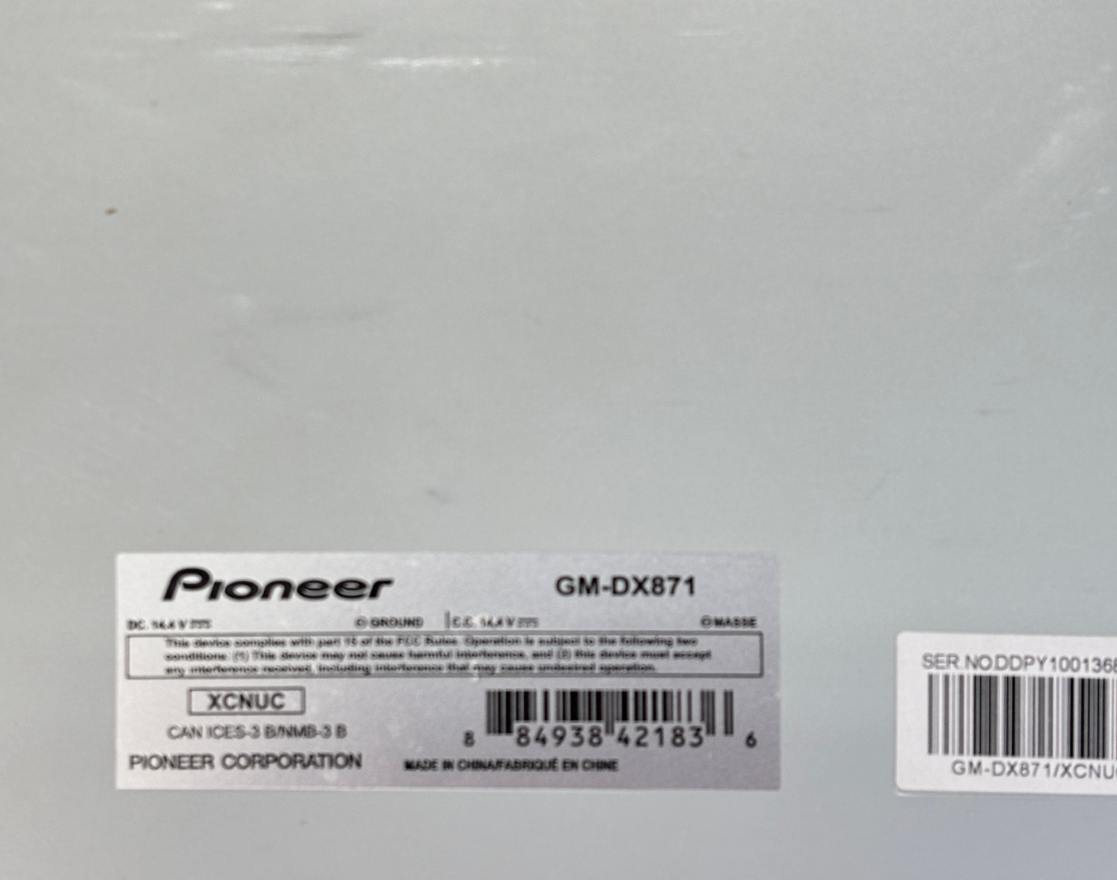 Pioneer GM-DX871
DC. 14.4 V GROUND C.C. 14.4 V MASSE
This device complies with part 15 of the FCC Rules. Operation is subject to the following two
conditions: (1) This device may not cause harmful interference, and (2) this device must accept
any interference received, including interference that may cause undesired operation.
XCNUC
CAN ICES-3 B/NMB-3 B
8 84938 42183 6
PIONEER CORPORATION MADE IN CHINA/FABRIQUÉ EN CHINE
SER.NO.DDPY1001368
GM-DX871/XCNU